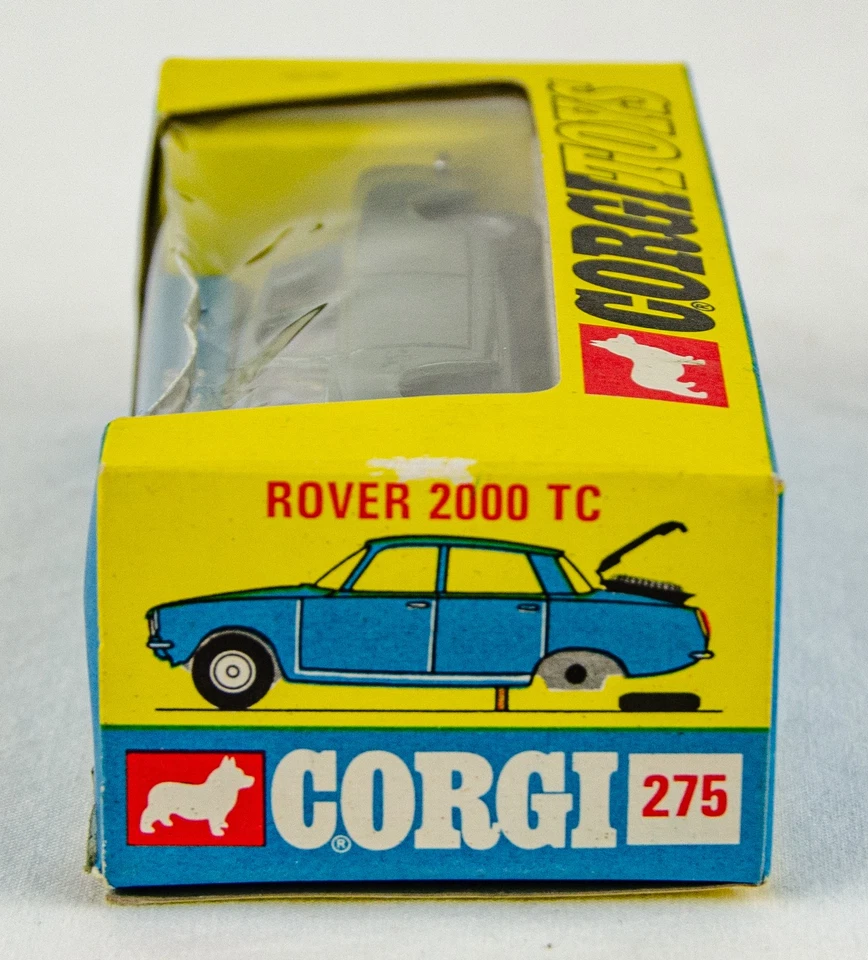 CORGI TOYS
®
ROVER 2000 TC
CORGI® 275